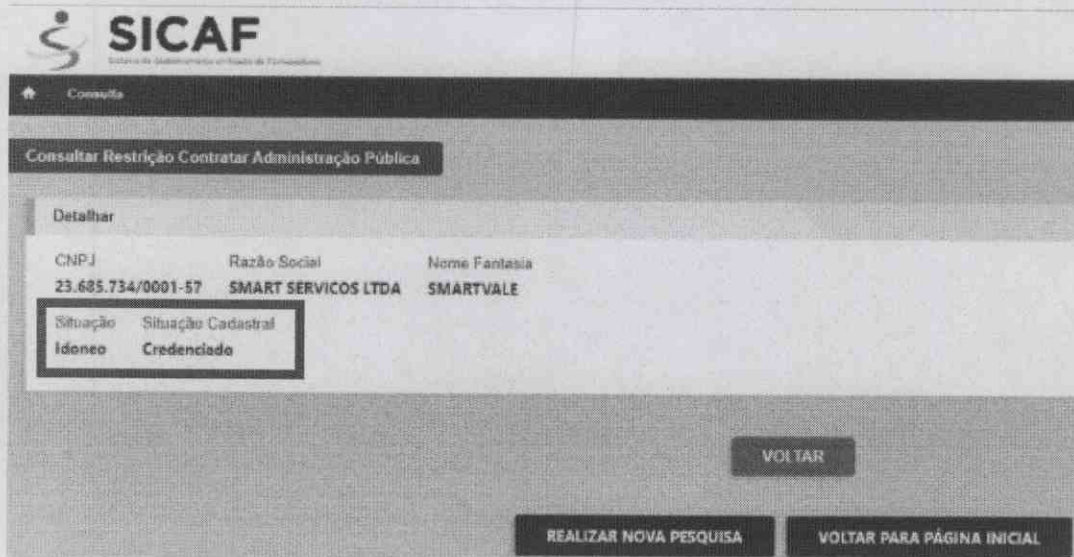 SICAF
Consulta
Consultar Restrição Contratar Administração Pública
Detalhar
CNPJ Razão Social Nome Fantasia
23.685.734/0001-57 SMART SERVICOS LTDA SMARTVALE
Situação Situação Cadastral
Idoneo Credenciado
VOLTAR
REALIZAR NOVA PESQUISA VOLTAR PARA PÁGINA INICIAL